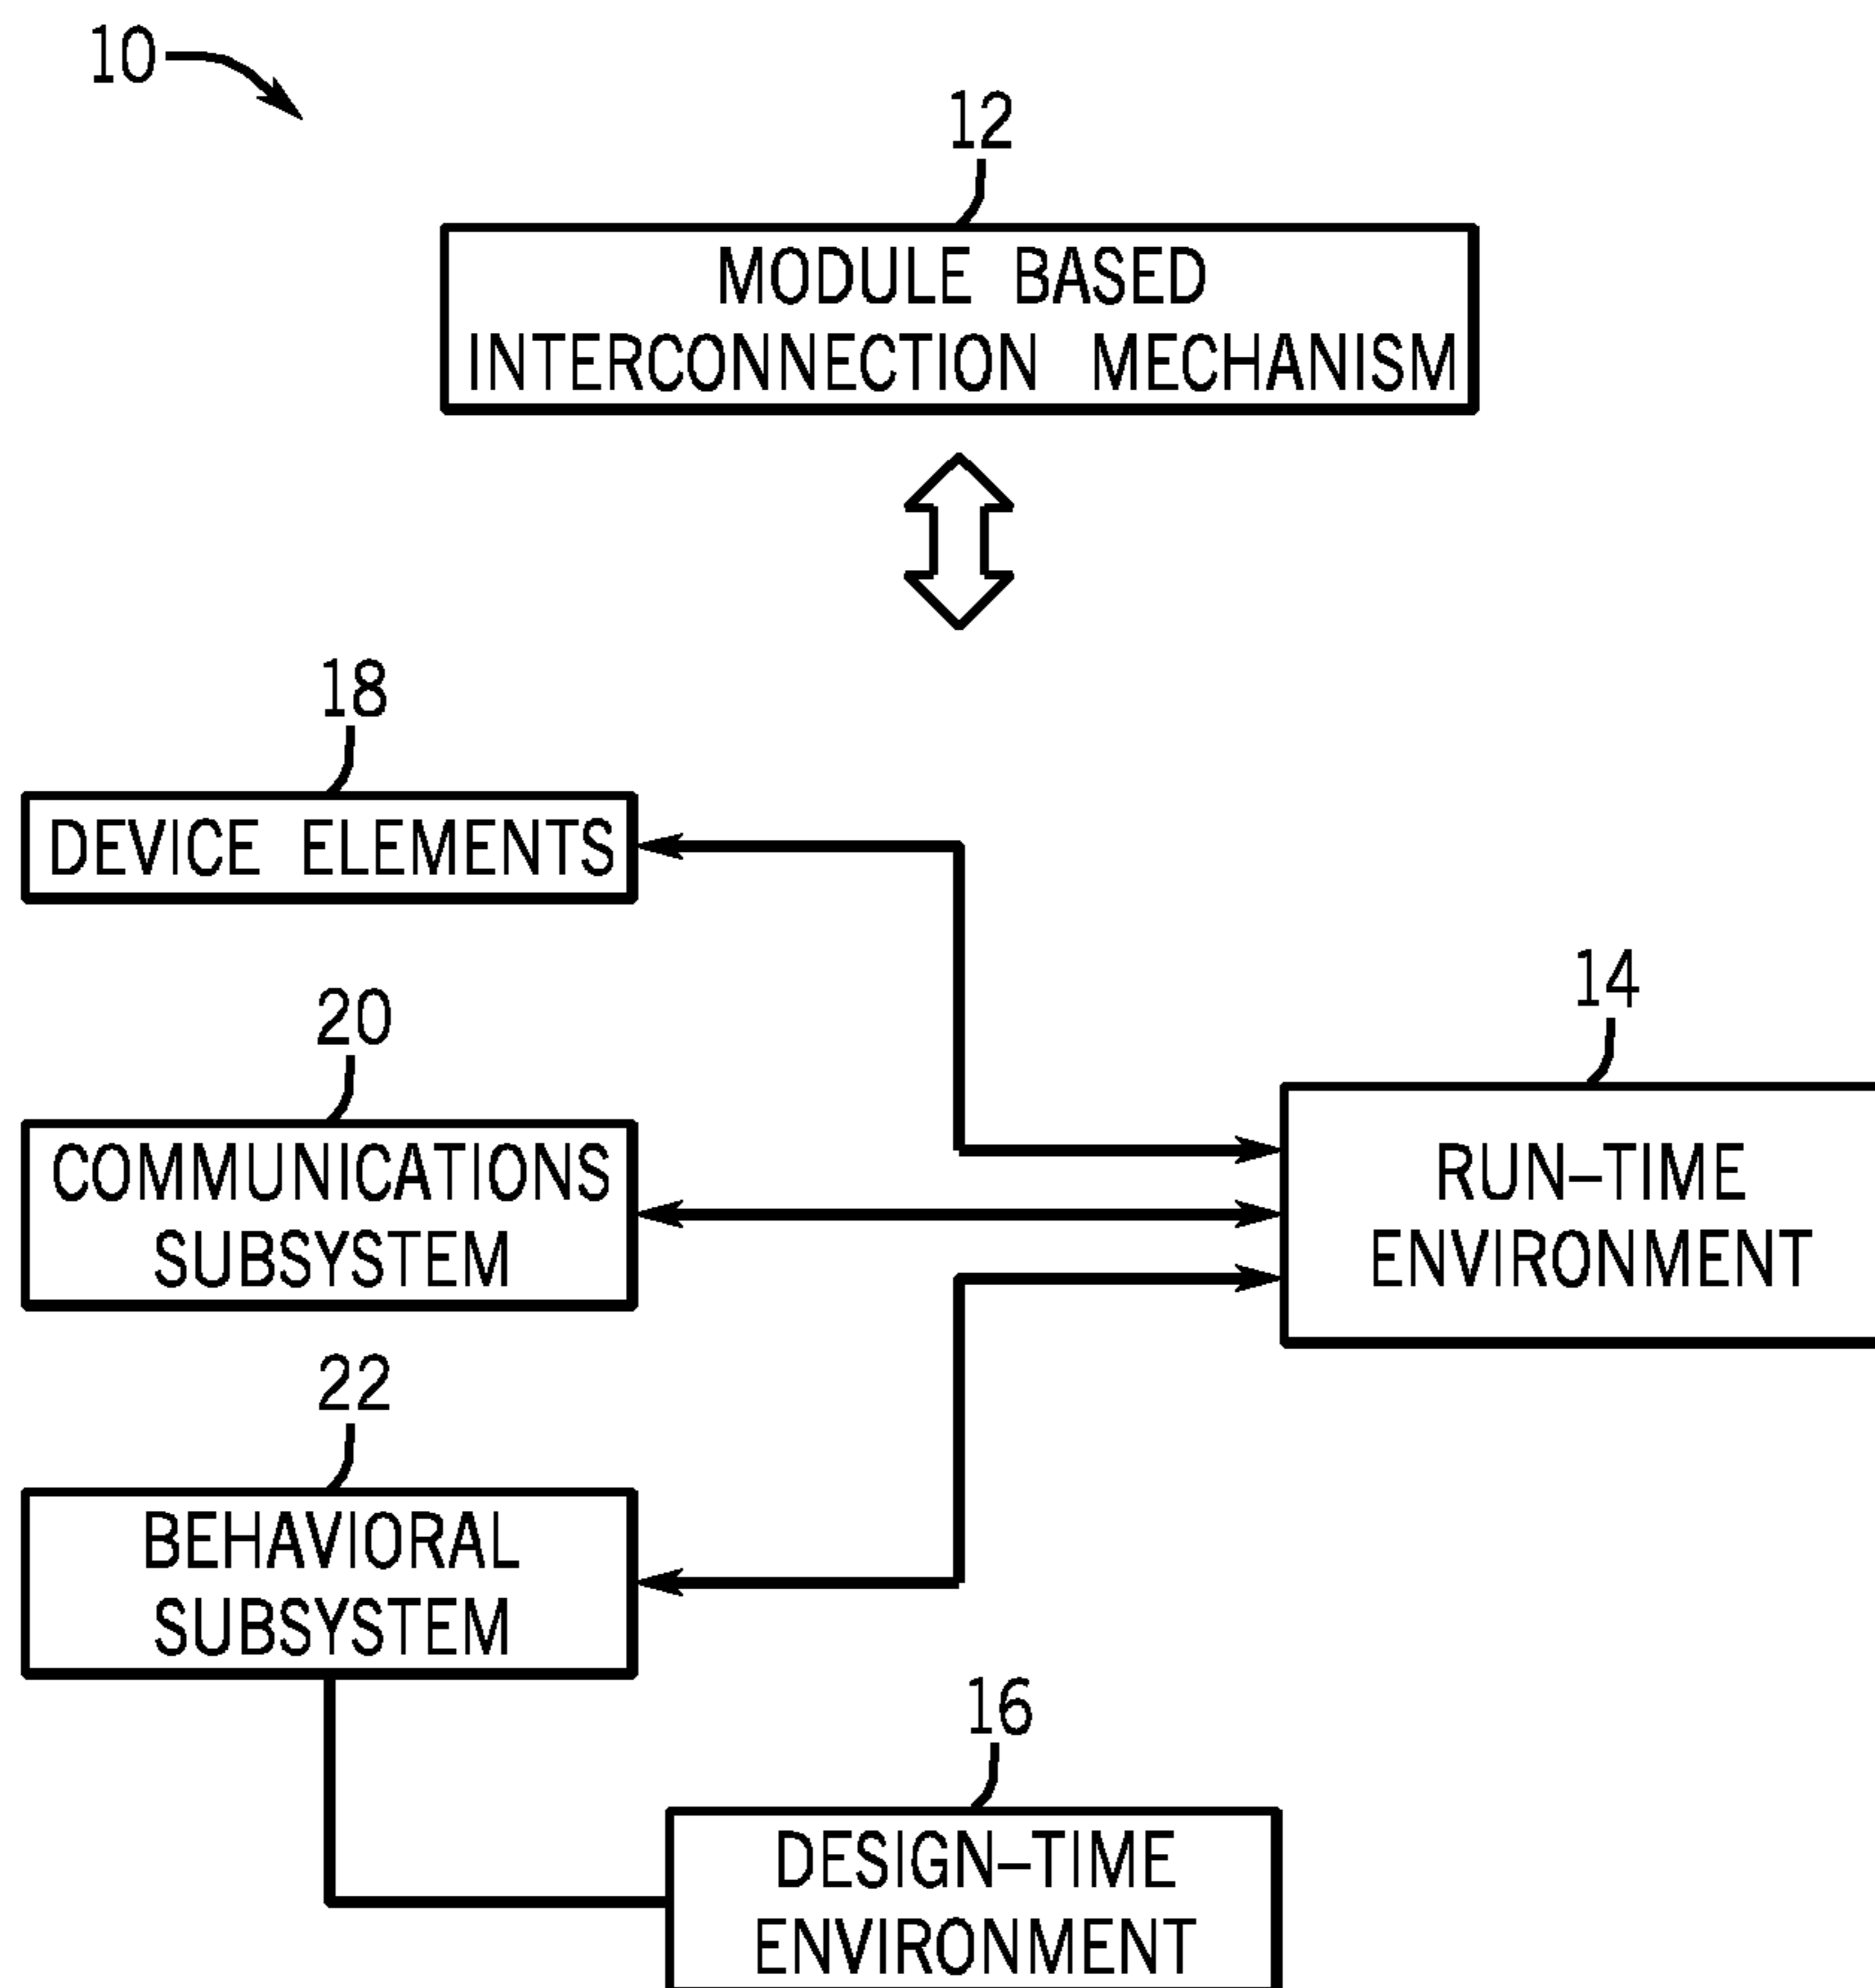 10
12
MODULE BASED
INTERCONNECTION MECHANISM
18
DEVICE ELEMENTS
20
COMMUNICATIONS
SUBSYSTEM
14
RUN-TIME
ENVIRONMENT
22
BEHAVIORAL
SUBSYSTEM
16
DESIGN-TIME
ENVIRONMENT